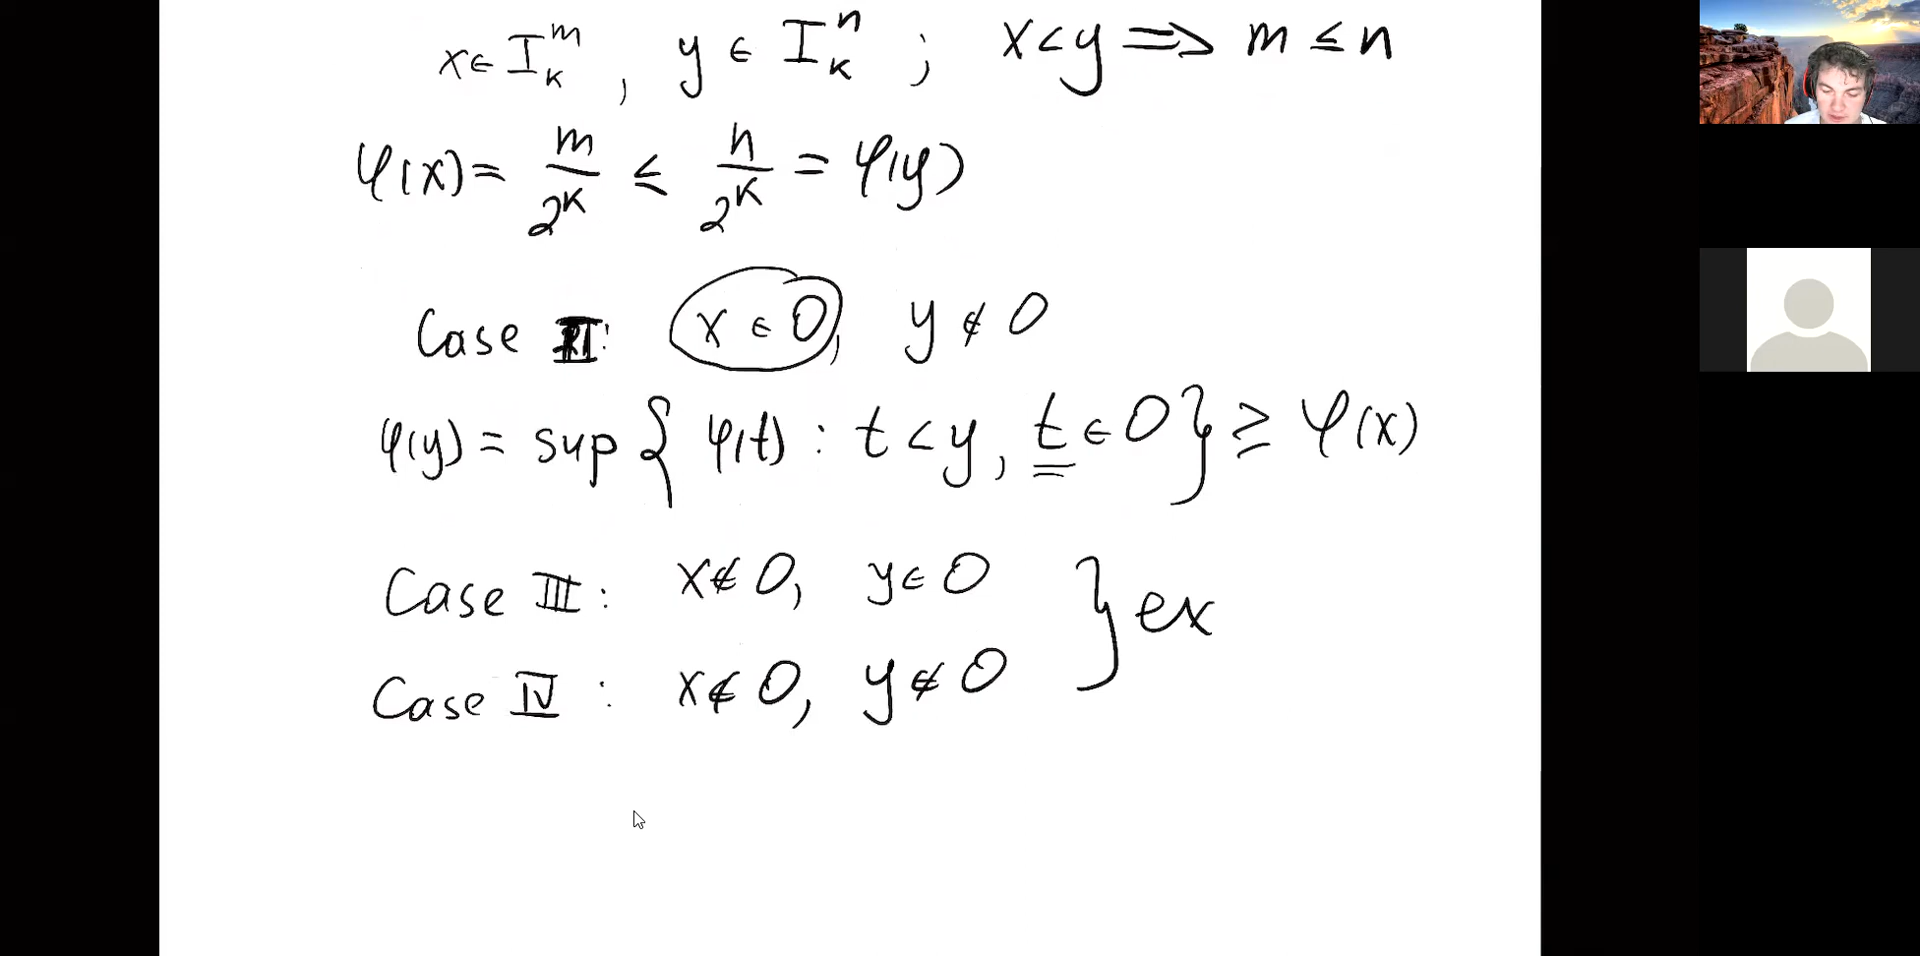 x ∈ I_k^m , y ∈ I_k^n ; x < y ⟹ m ≤ n
φ(x) = m/2^k ≤ n/2^k = φ(y)
Case II: x ∈ O, y ∉ O
φ(y) = sup { φ(t) : t < y, t ∈ O } ≥ φ(x)
Case III : x ∉ O, y ∈ O } ex
Case IV : x ∉ O, y ∉ O